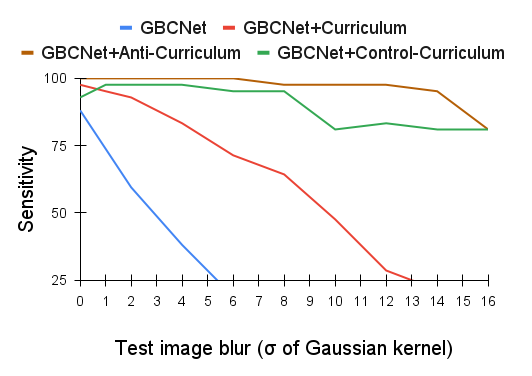 GBCNet GBCNet+Curriculum
GBCNet+Anti-Curriculum GBCNet+Control-Curriculum
100
75
50
25
Sensitivity
0 1 2 3 4 5 6 7 8 9 10 11 12 13 14 15 16
Test image blur (σ of Gaussian kernel)